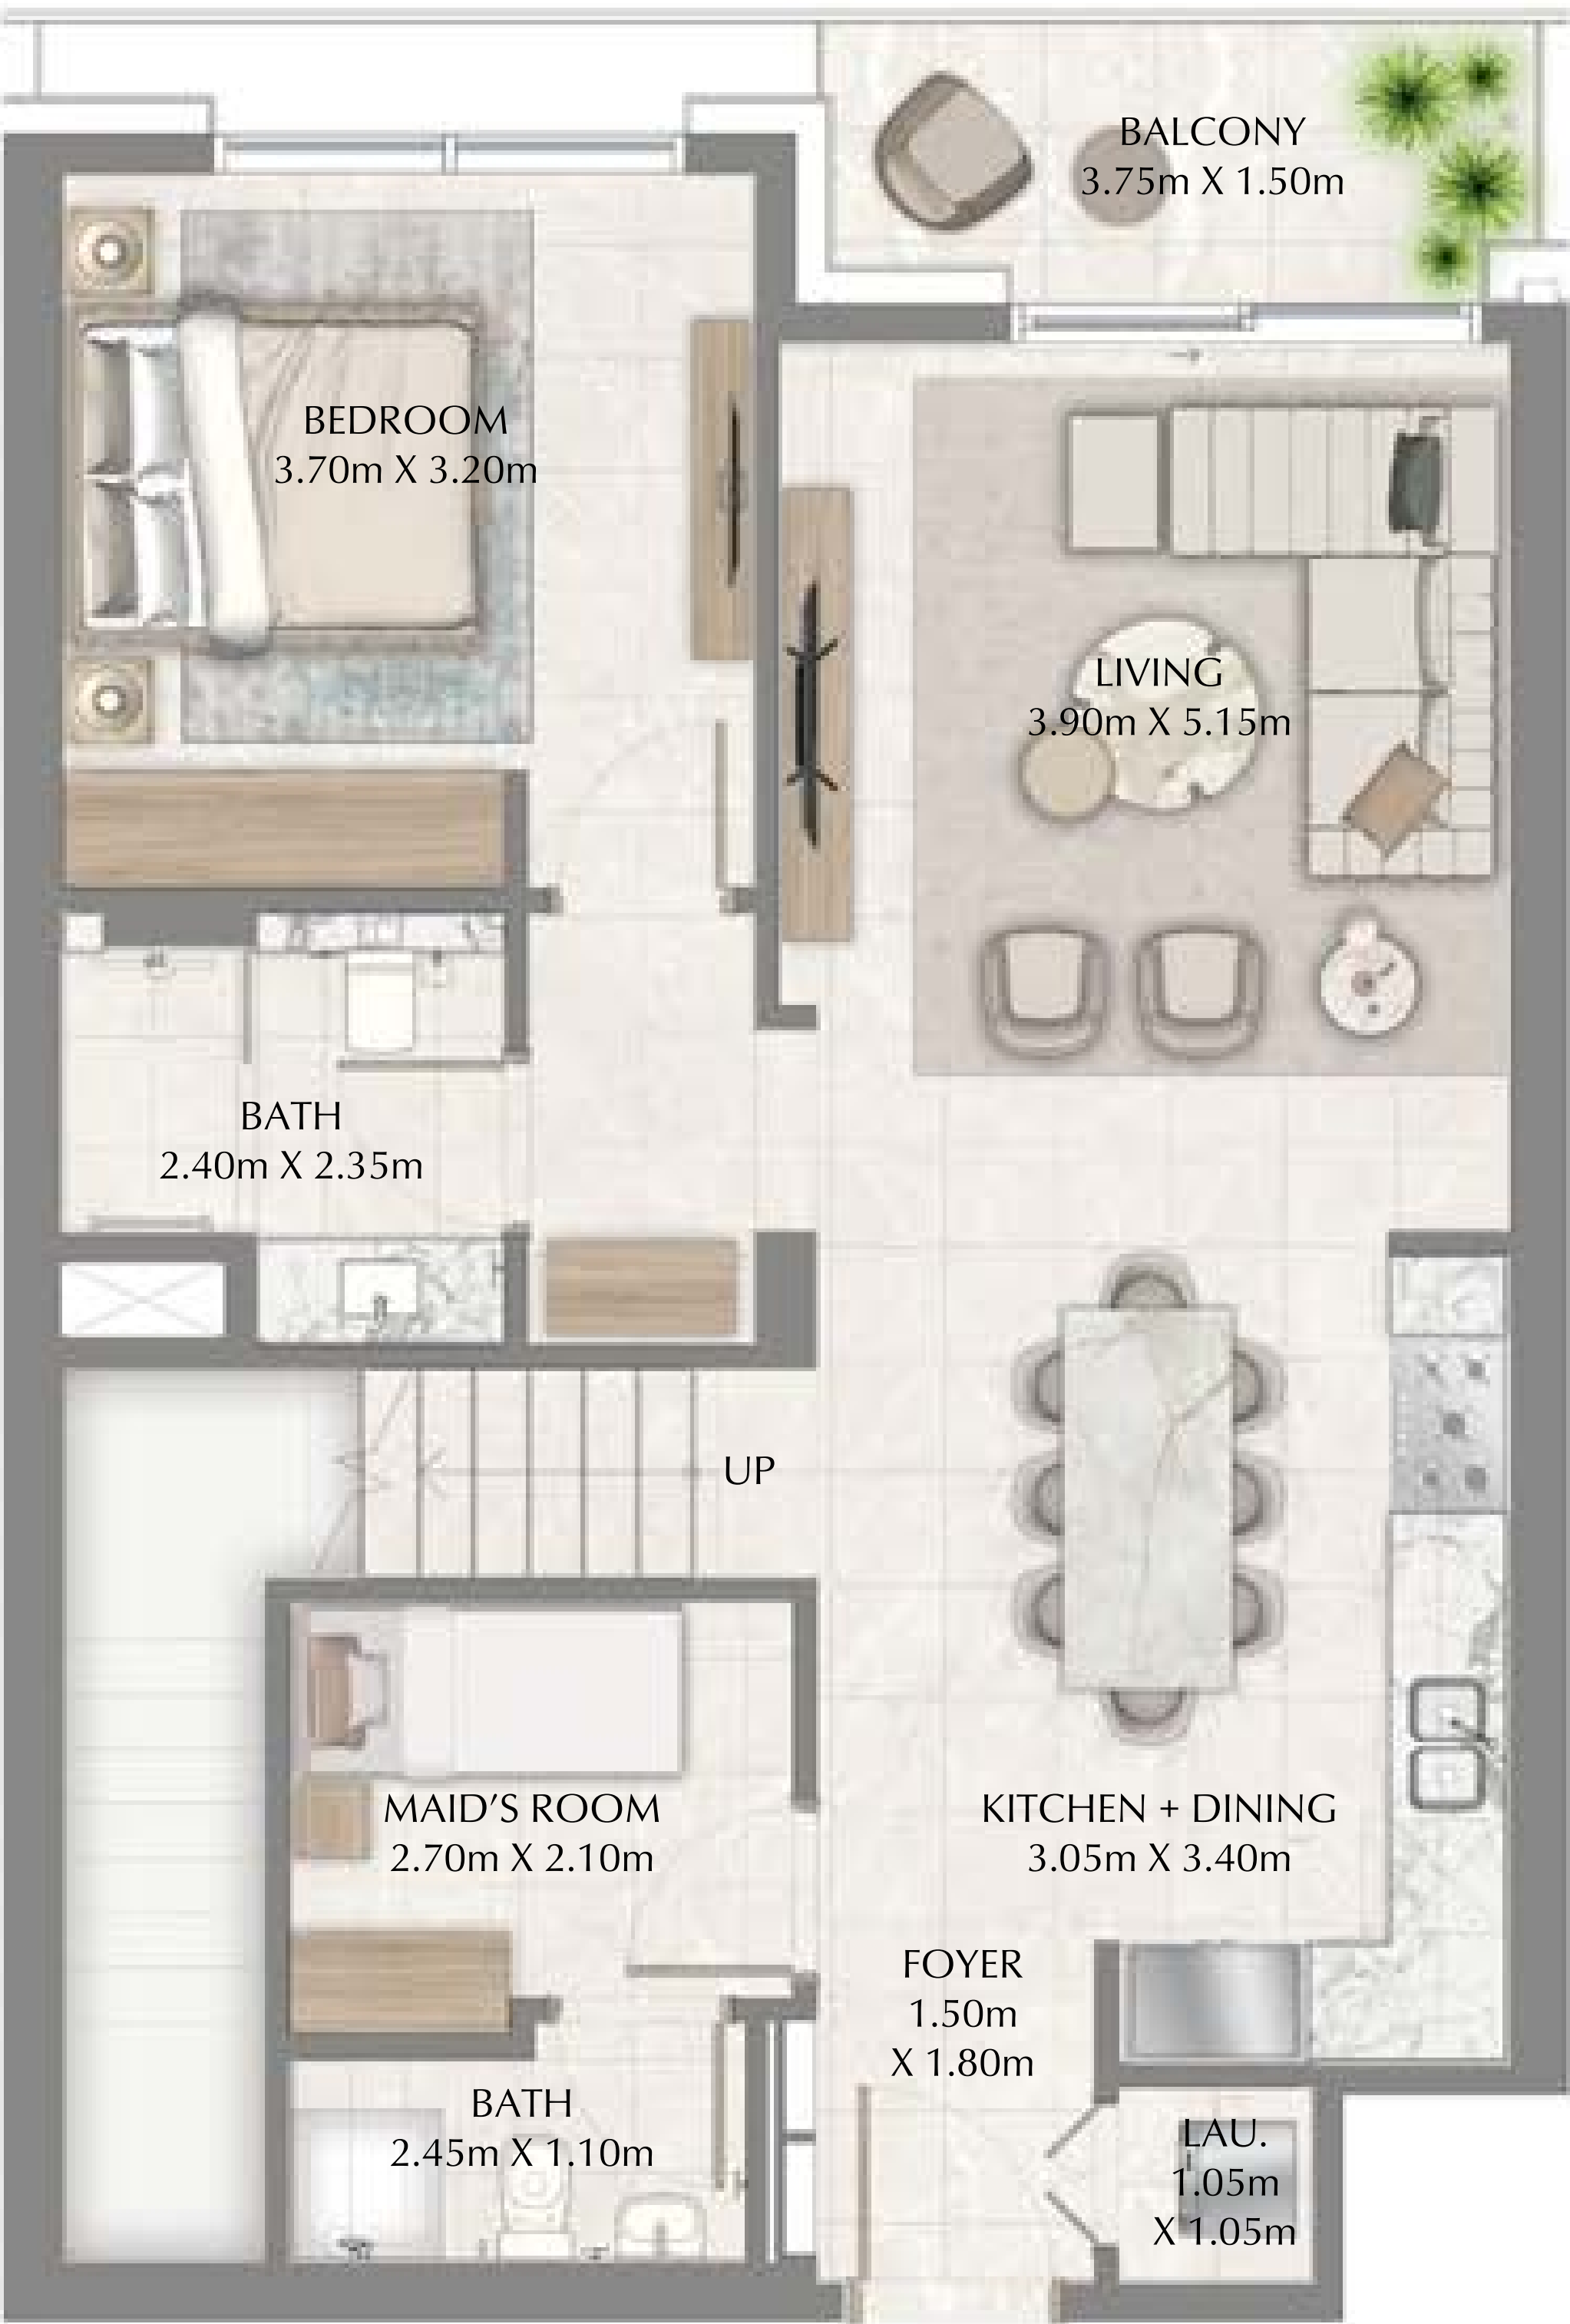 BALCONY
3.75m X 1.50m
BEDROOM
3.70m X 3.20m
LIVING
3.90m X 5.15m
BATH
2.40m X 2.35m
UP
MAID’S ROOM
2.70m X 2.10m
KITCHEN + DINING
3.05m X 3.40m
FOYER
1.50m
X 1.80m
BATH
2.45m X 1.10m
LAU.
1.05m
X 1.05m